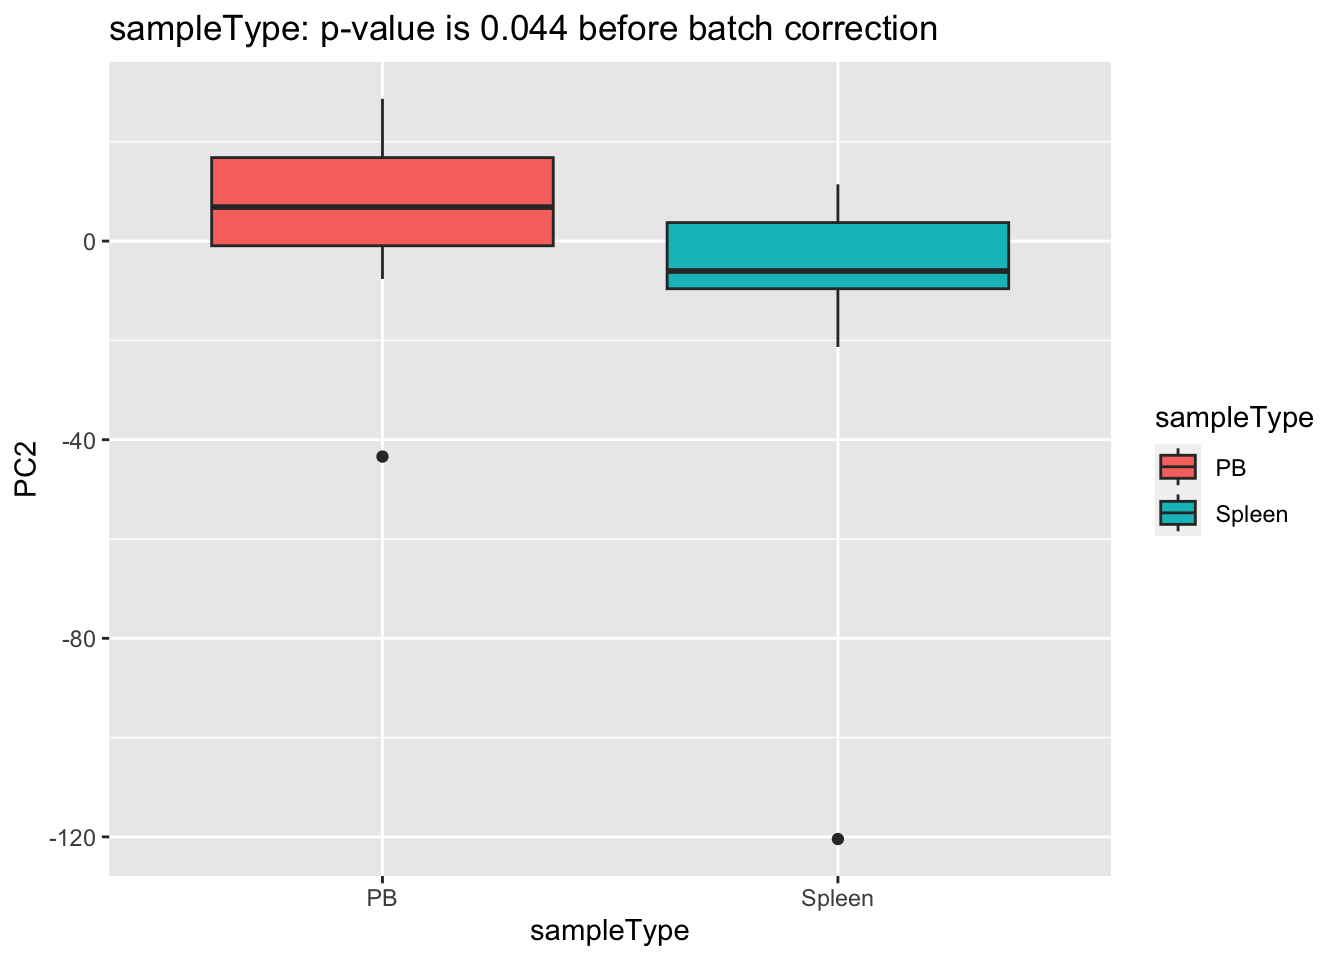 sampleType: p-value is 0.044 before batch correction
0
-40
-80
-120
PC2
PB
Spleen
sampleType
sampleType
PB
Spleen